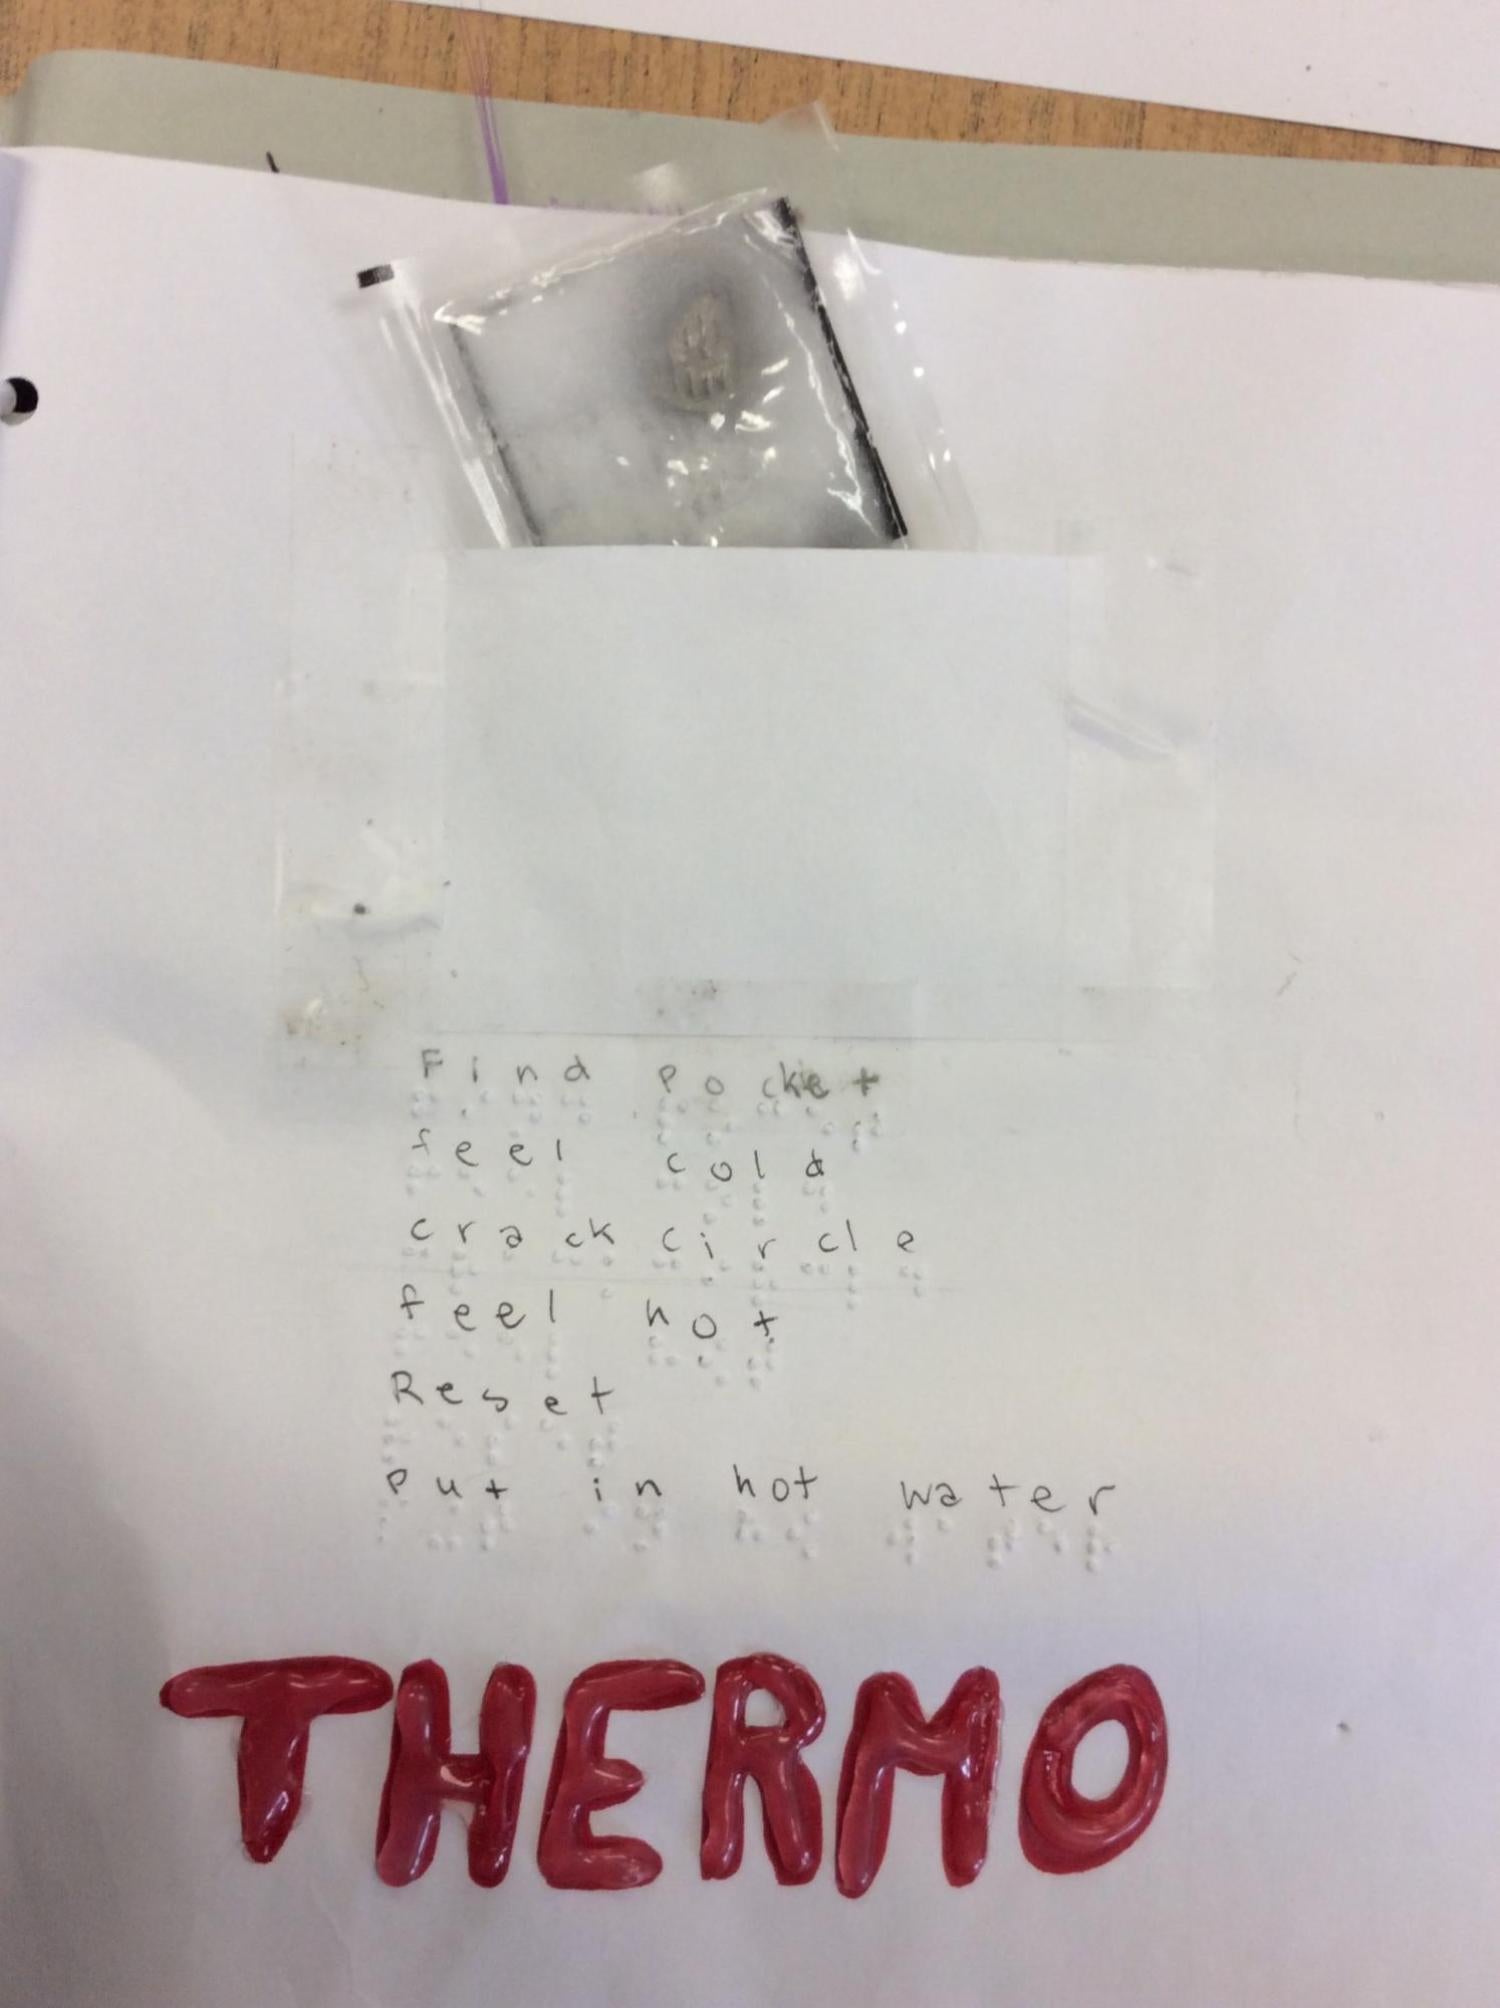 Find Pocket
feel cold
crack circle
feel hot
Reset
Put in hot water
THERMO